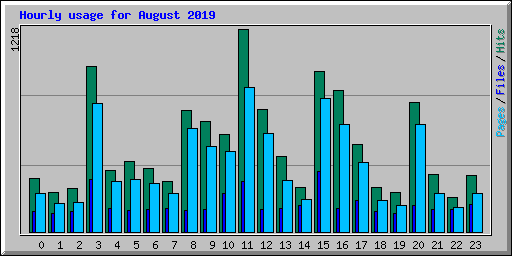 Hourly usage for August 2019
1218
Pages / Files / Hits
0 1 2 3 4 5 6 7 8 9 10 11 12 13 14 15 16 17 18 19 20 21 22 23